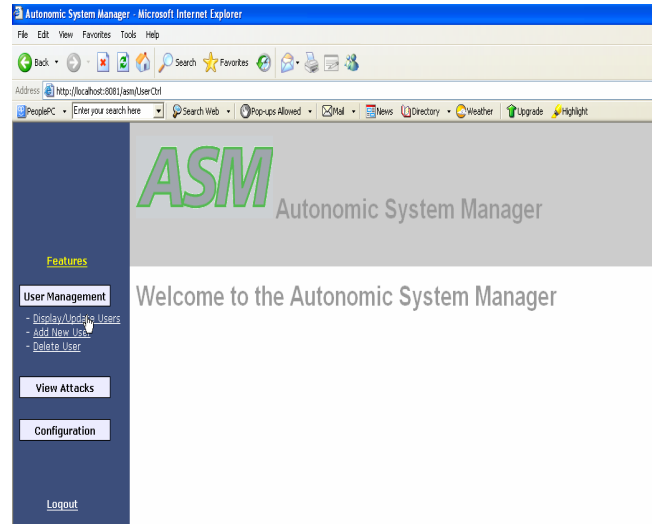 Autonomic System Manager - Microsoft Internet Explorer
File Edit View Favorites Tools Help
Back Search Favorites
Address http://localhost:8081/asm/UserCtrl
PeoplePC Enter your search here Search Web Pop-ups Allowed Mail News Directory Weather Upgrade Highlight
ASM Autonomic System Manager
Features
Welcome to the Autonomic System Manager
User Management
- Display/Update Users
- Add New User
- Delete User
View Attacks
Configuration
Logout